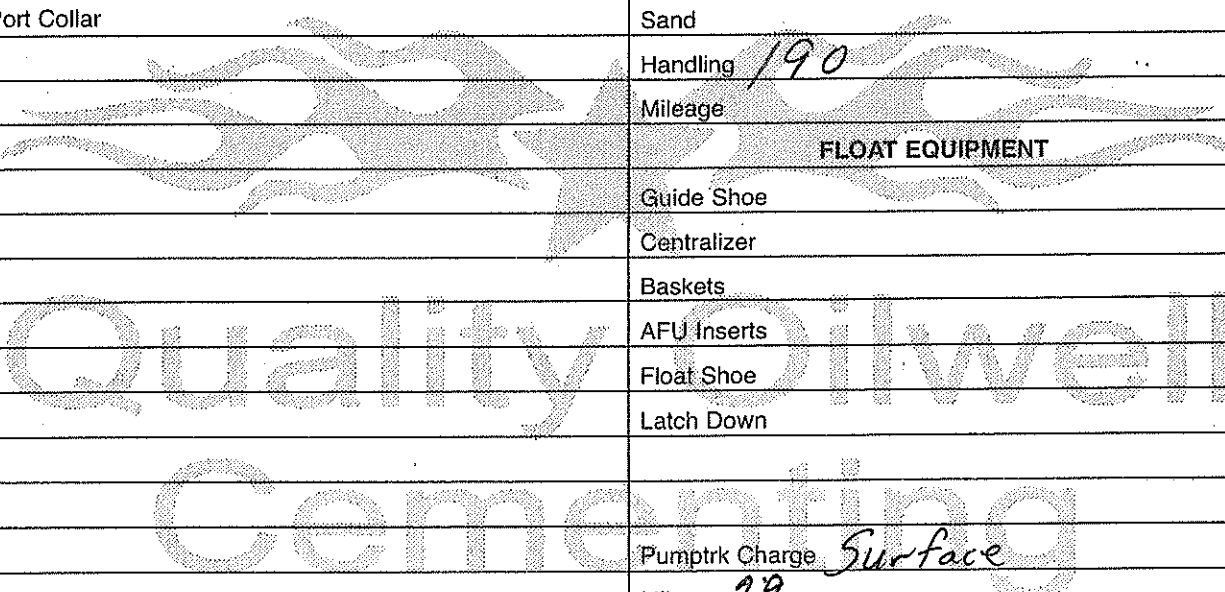 Port Collar
Sand
Handling 190
Mileage
FLOAT EQUIPMENT
Guide Shoe
Centralizer
Baskets
AFU Inserts
Float Shoe
Latch Down
Quality Oilwell
Cementing
Pumptrk Charge Surface